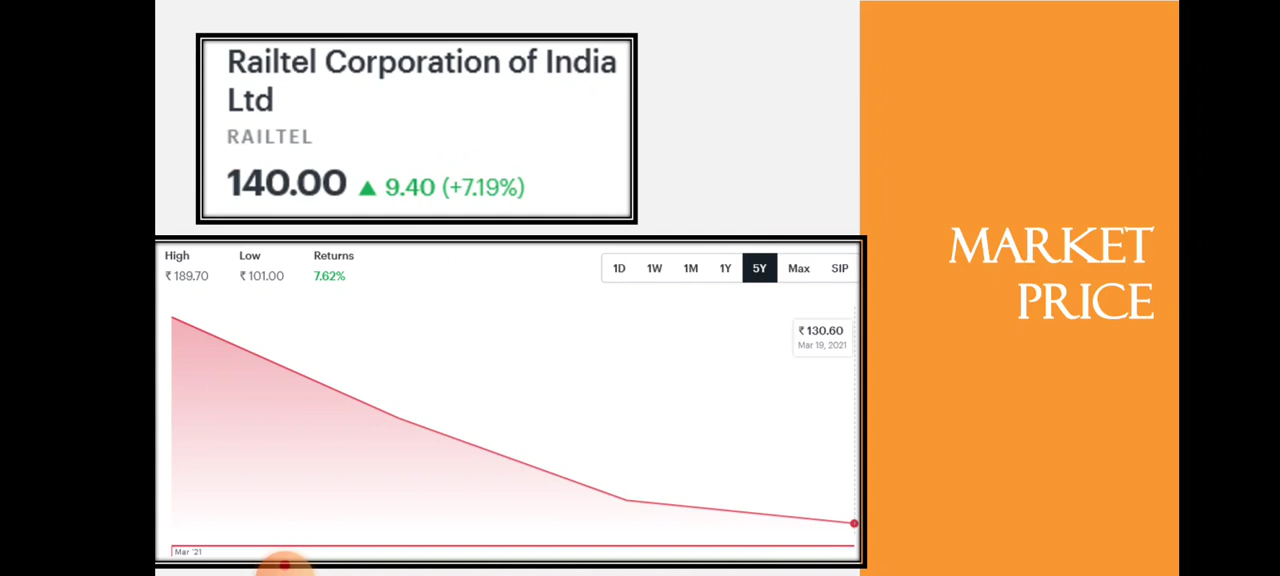 Railtel Corporation of India
Ltd
RAILTEL
140.00 ▲ 9.40 (+7.19%)
MARKET
PRICE
High Low Returns
₹189.70 ₹101.00 7.62%
1D 1W 1M 1Y 5Y Max SIP
₹130.60
Mar 19, 2021
Mar '21